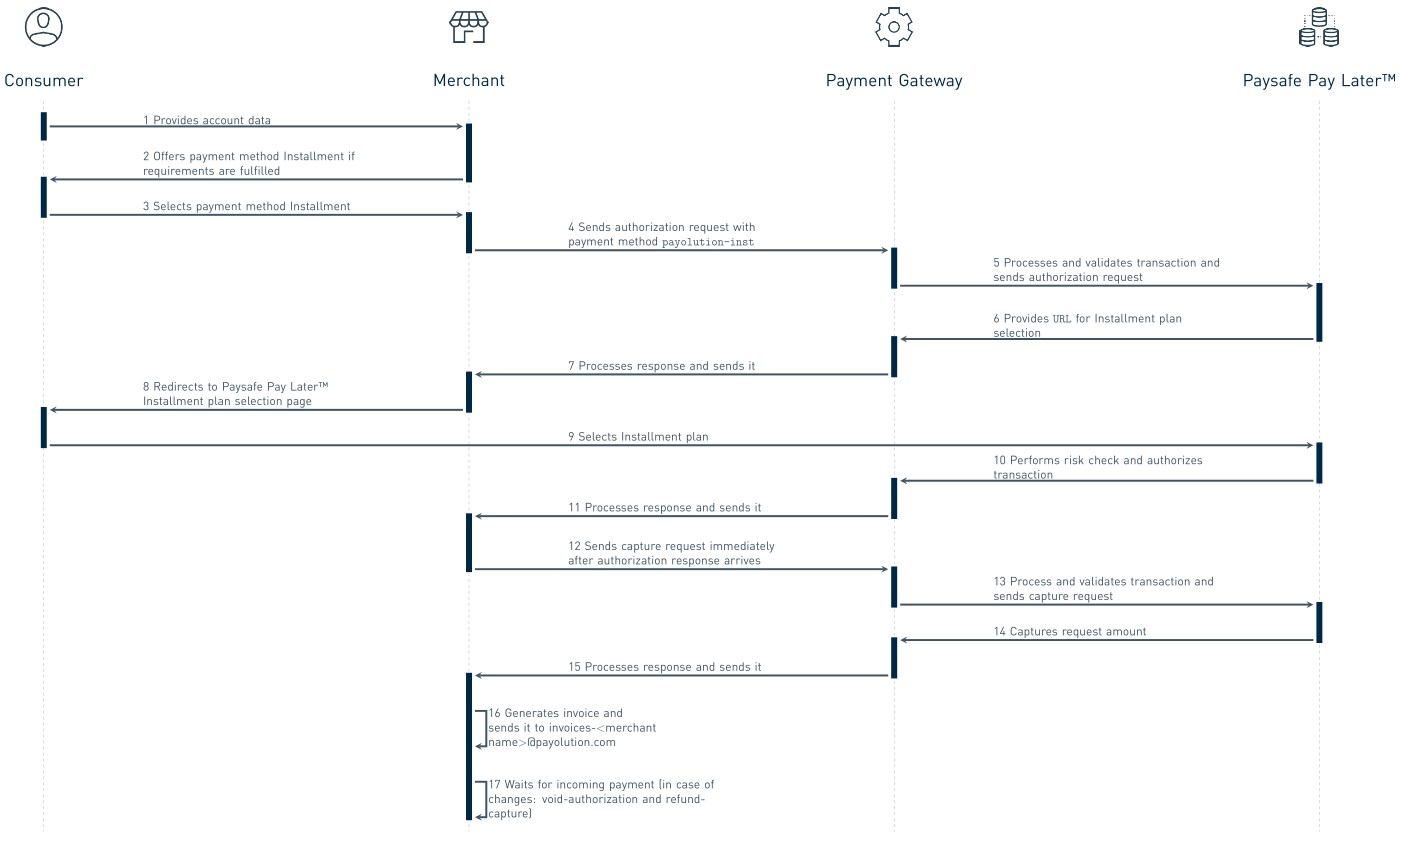 Consumer
Merchant
Payment Gateway
Paysafe Pay Later™
1 Provides account data
2 Offers payment method Installment if
requirements are fulfilled
3 Selects payment method Installment
4 Sends authorization request with
payment method payolution-inst
5 Processes and validates transaction and
sends authorization request
6 Provides URL for Installment plan
selection
7 Processes response and sends it
8 Redirects to Paysafe Pay Later™
Installment plan selection page
9 Selects Installment plan
10 Performs risk check and authorizes
transaction
11 Processes response and sends it
12 Sends capture request immediately
after authorization response arrives
13 Process and validates transaction and
sends capture request
14 Captures request amount
15 Processes response and sends it
16 Generates invoice and
sends it to invoices-<merchant
name>@payolution.com
17 Waits for incoming payment (in case of
changes: void-authorization and refund-
capture)